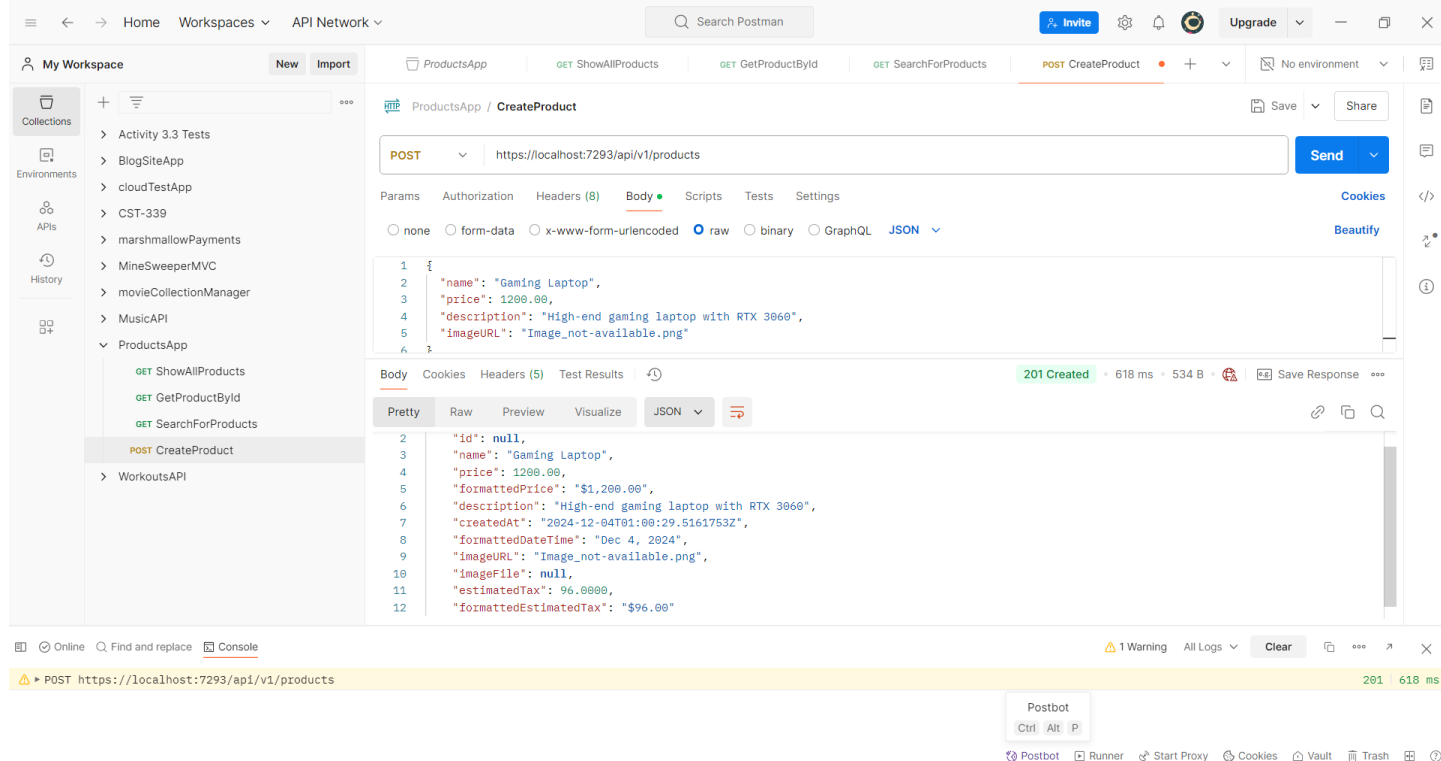 Home Workspaces API Network Search Postman Invite Upgrade
My Workspace New Import ProductsApp GET ShowAllProducts GET GetProductById GET SearchForProducts POST CreateProduct No environment
Collections
Environments
APIs
History
Activity 3.3 Tests
BlogSiteApp
cloudTestApp
CST-339
marshmallowPayments
MineSweeperMVC
movieCollectionManager
MusicAPI
ProductsApp
GET ShowAllProducts
GET GetProductById
GET SearchForProducts
POST CreateProduct
WorkoutsAPI
HTTP ProductsApp / CreateProduct Save Share
POST https://localhost:7293/api/v1/products Send
Params Authorization Headers (8) Body Scripts Tests Settings Cookies
none form-data x-www-form-urlencoded raw binary GraphQL JSON Beautify
1 {
2 "name": "Gaming Laptop",
3 "price": 1200.00,
4 "description": "High-end gaming laptop with RTX 3060",
5 "imageURL": "Image_not-available.png"
6 }
Body Cookies Headers (5) Test Results 201 Created 618 ms 534 B e.g. Save Response
Pretty Raw Preview Visualize JSON
2 "id": null,
3 "name": "Gaming Laptop",
4 "price": 1200.00,
5 "formattedPrice": "$1,200.00",
6 "description": "High-end gaming laptop with RTX 3060",
7 "createdAt": "2024-12-04T01:00:29.5161753Z",
8 "formattedDateTime": "Dec 4, 2024",
9 "imageURL": "Image_not-available.png",
10 "imageFile": null,
11 "estimatedTax": 96.0000,
12 "formattedEstimatedTax": "$96.00"
Online Find and replace Console 1 Warning All Logs Clear
POST https://localhost:7293/api/v1/products 201 618 ms
Postbot
Ctrl Alt P
Postbot Runner Start Proxy Cookies Vault Trash